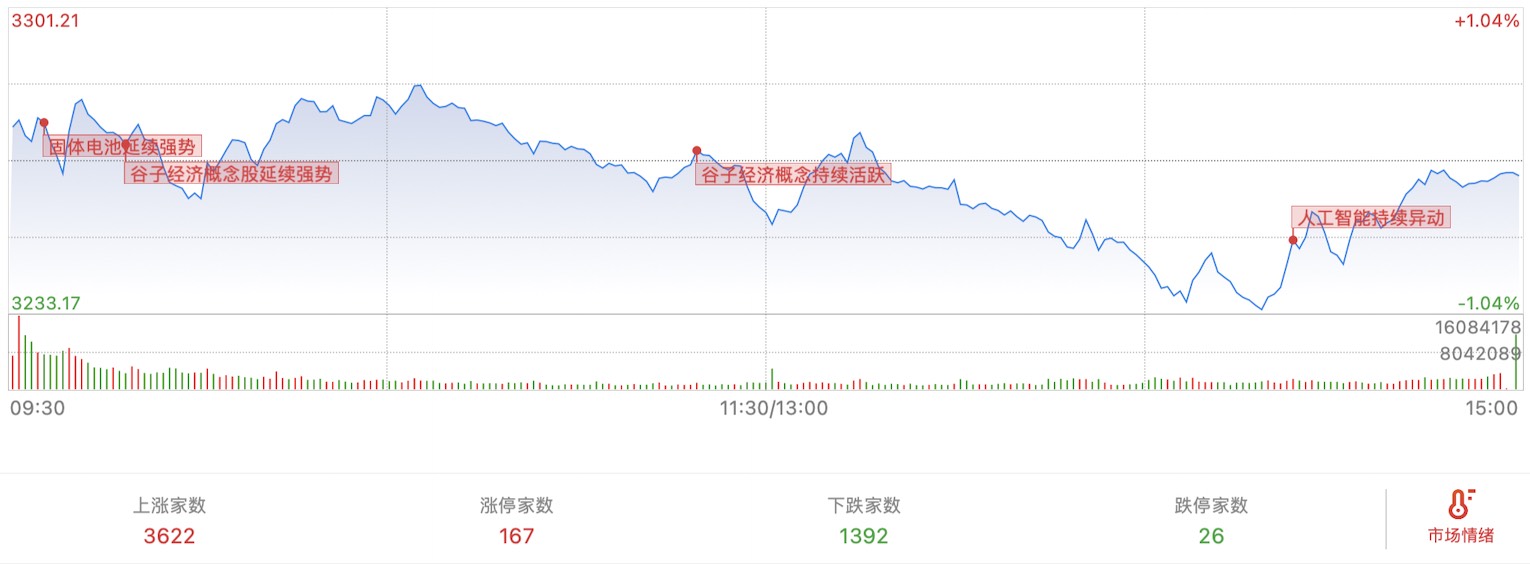 3301.21
+1.04%
固体电池延续强势
谷子经济概念股延续强势
谷子经济概念持续活跃
人工智能持续异动
3233.17
-1.04%
16084178
8042089
09:30
11:30/13:00
15:00
上涨家数
涨停家数
下跌家数
跌停家数
3622
167
1392
26
市场情绪